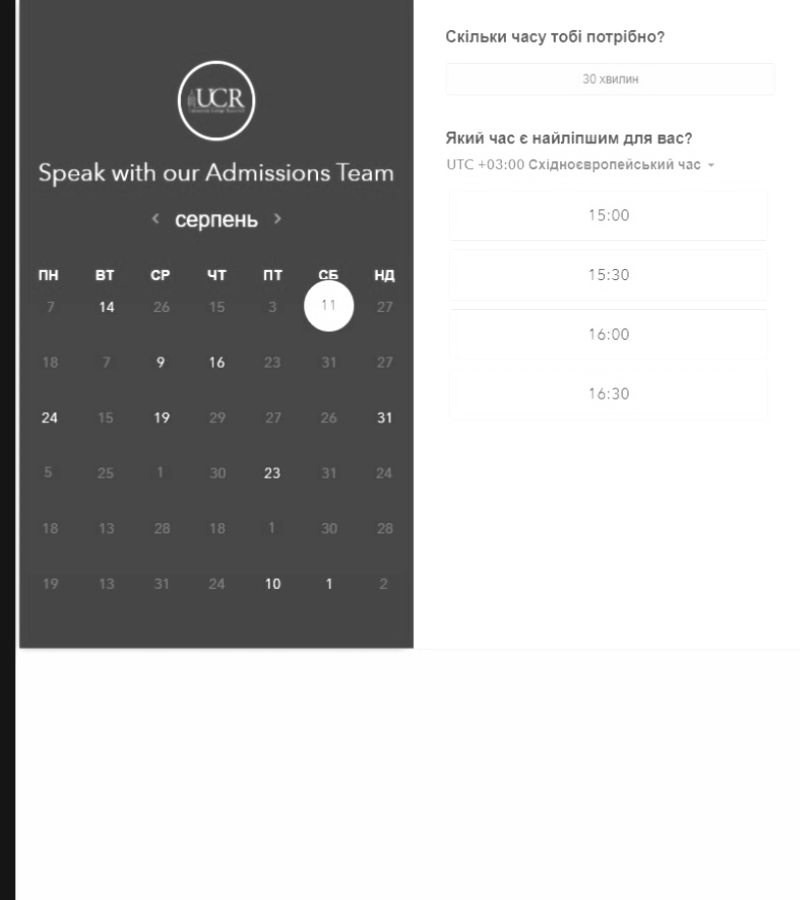 UCR
Speak with our Admissions Team
серпень
ПН ВТ СР ЧТ ПТ СБ НД
7 14 26 15 3 11 27
18 7 9 16 23 31 27
24 15 19 29 27 26 31
5 25 1 30 23 31 24
18 13 28 18 1 30 28
19 13 31 24 10 1 2
Скільки часу тобі потрібно?
30 хвилин
Який час є найліпшим для вас?
UTC +03:00 Східноєвропейський час
15:00
15:30
16:00
16:30